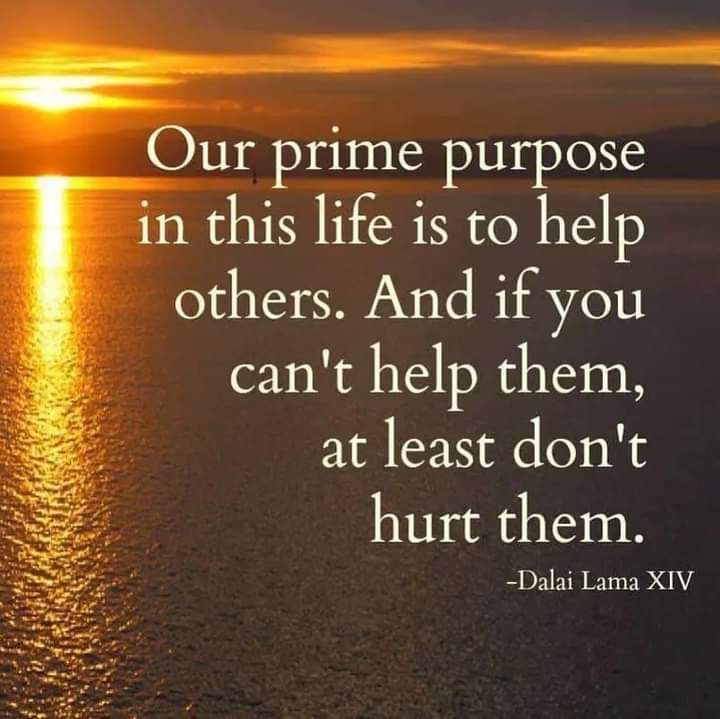 Our prime purpose
in this life is to help
others. And if you
can't help them,
at least don't
hurt them.
-Dalai Lama XIV